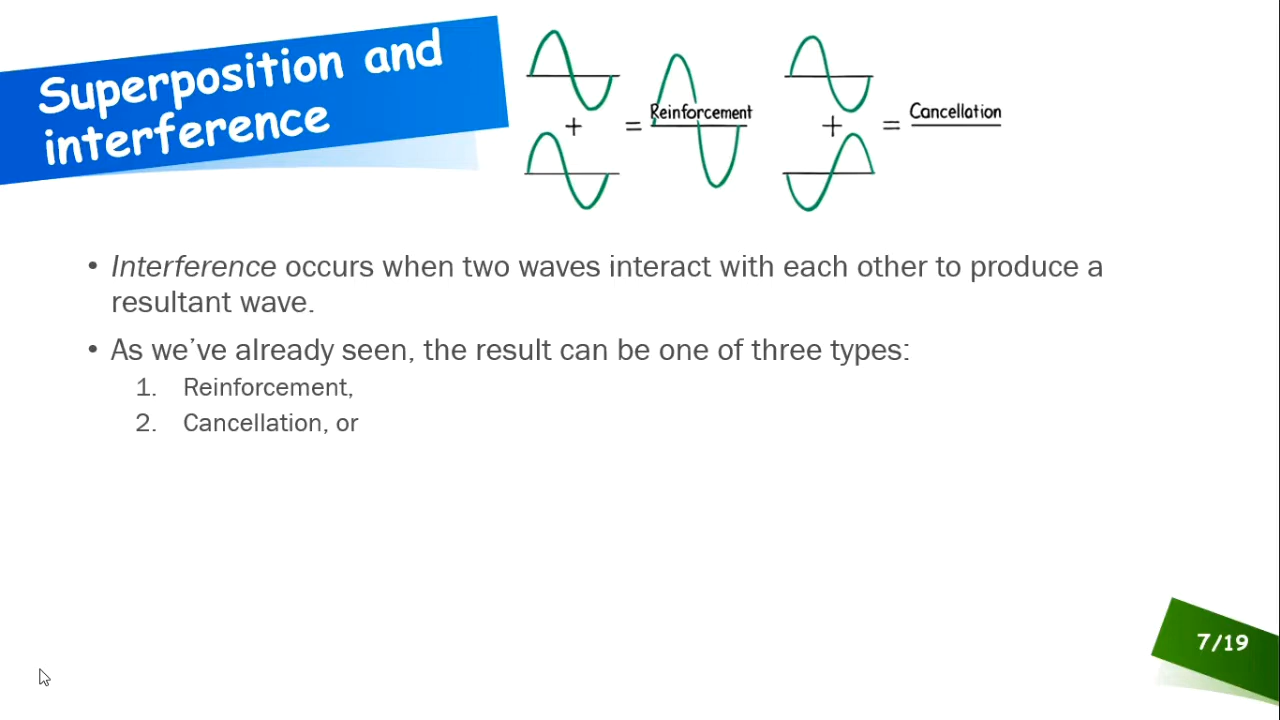 Superposition and
interference
+ = Reinforcement
+ = Cancellation
• Interference occurs when two waves interact with each other to produce a
resultant wave.
• As we’ve already seen, the result can be one of three types:
1. Reinforcement,
2. Cancellation, or
7/19